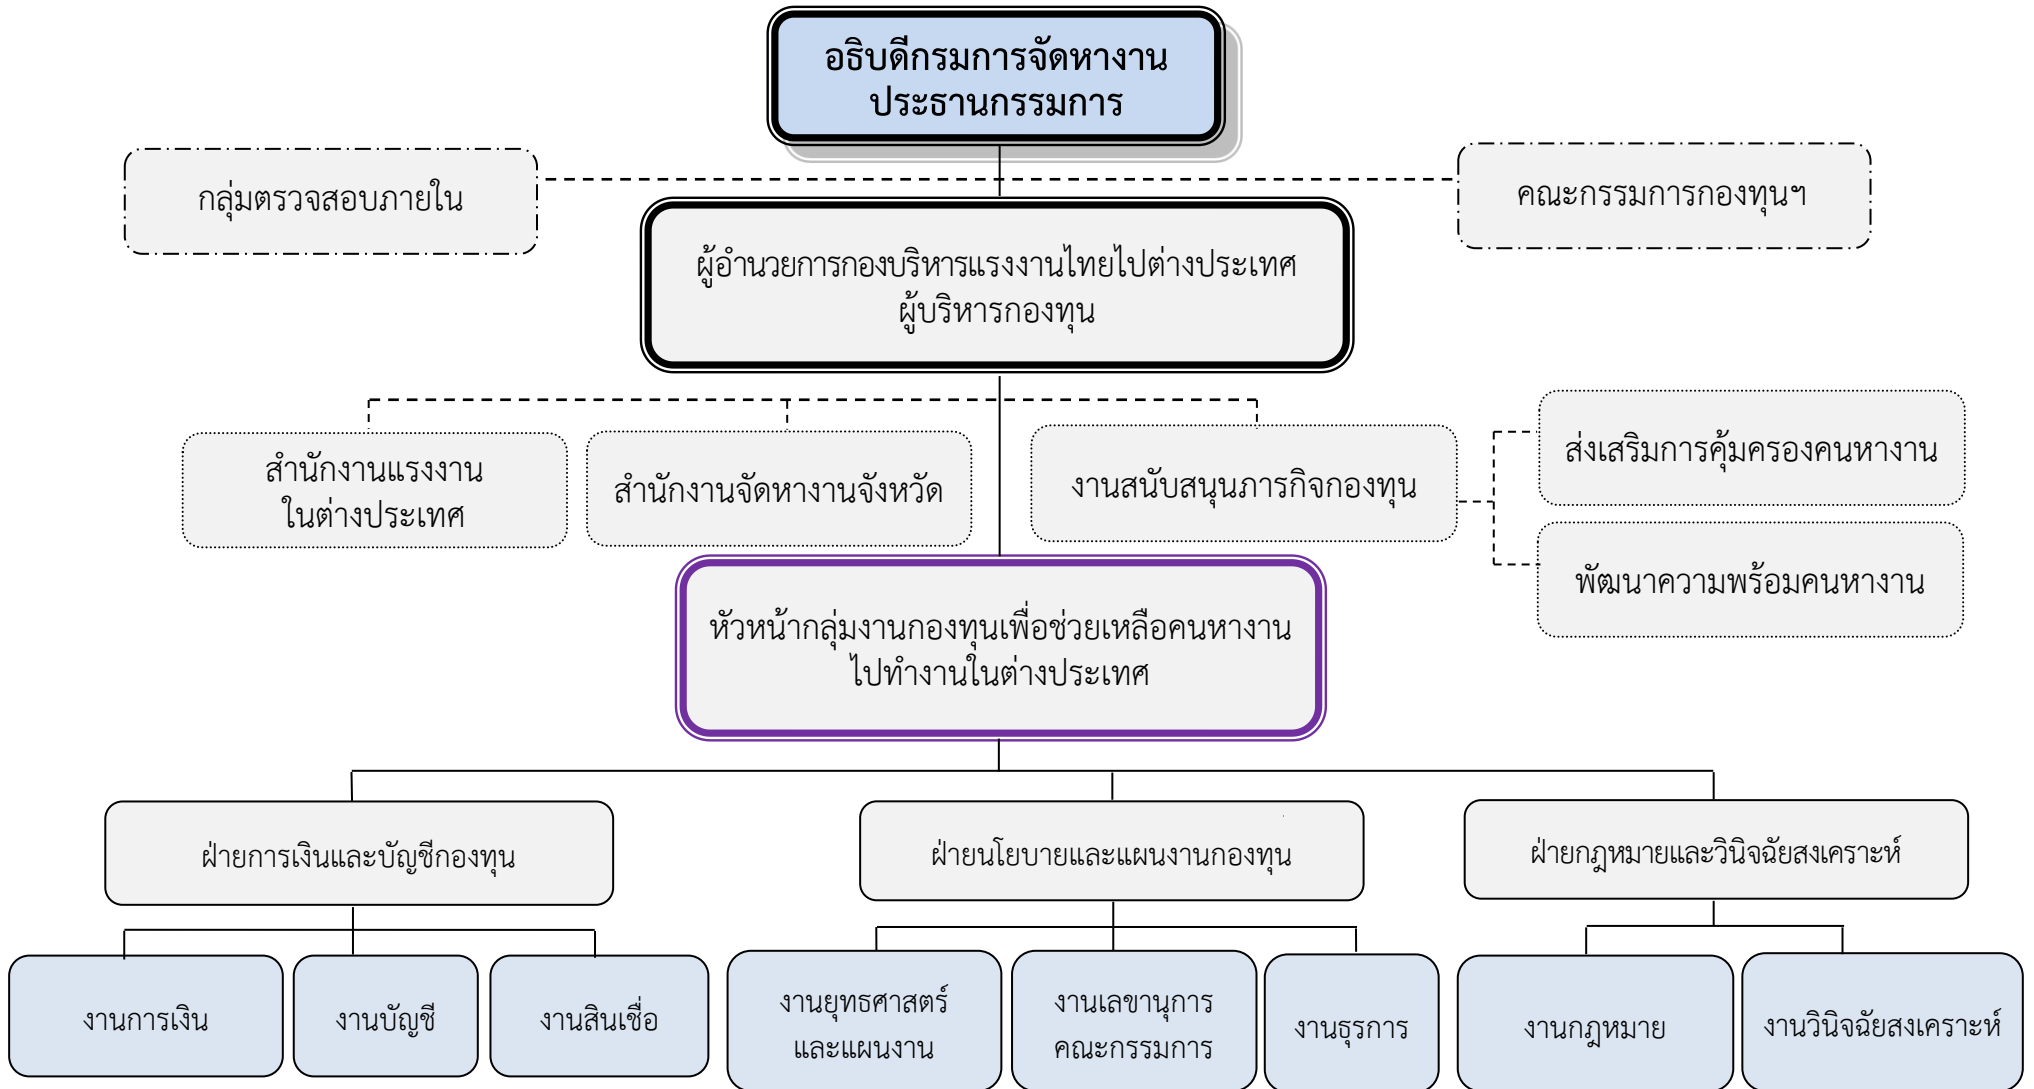 อธิบดีกรมการจัดหางาน
ประธานกรรมการ
กลุ่มตรวจสอบภายใน
คณะกรรมการกองทุนฯ
ผู้อำนวยการกองบริหารแรงงานไทยไปต่างประเทศ
ผู้บริหารกองทุน
สำนักงานแรงงาน
ในต่างประเทศ
สำนักงานจัดหางานจังหวัด
งานสนับสนุนภารกิจกองทุน
ส่งเสริมการคุ้มครองคนหางาน
พัฒนาความพร้อมคนหางาน
หัวหน้ากลุ่มงานกองทุนเพื่อช่วยเหลือคนหางาน
ไปทำงานในต่างประเทศ
ฝ่ายการเงินและบัญชีกองทุน
ฝ่ายนโยบายและแผนงานกองทุน
ฝ่ายกฎหมายและวินิจฉัยสงเคราะห์
งานการเงิน
งานบัญชี
งานสินเชื่อ
งานยุทธศาสตร์
และแผนงาน
งานเลขานุการ
คณะกรรมการ
งานธุรการ
งานกฎหมาย
งานวินิจฉัยสงเคราะห์